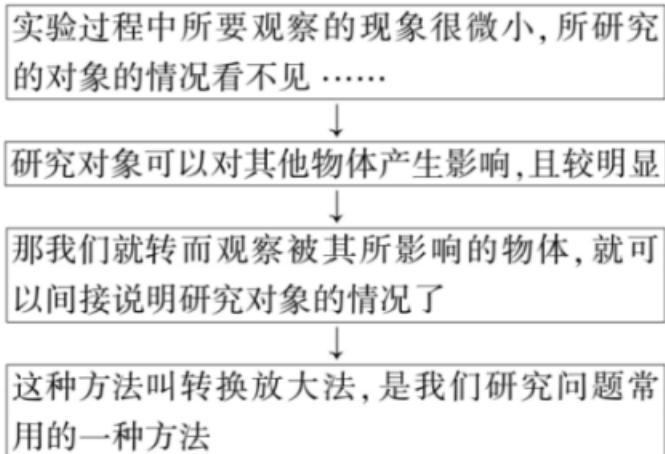 实验过程中所要观察的现象很微小,所研究
的对象的情况看不见……
↓
研究对象可以对其他物体产生影响,且较明显
↓
那我们就转而观察被其所影响的物体,就可
以间接说明研究对象的情况了
↓
这种方法叫转换放大法,是我们研究问题常
用的一种方法